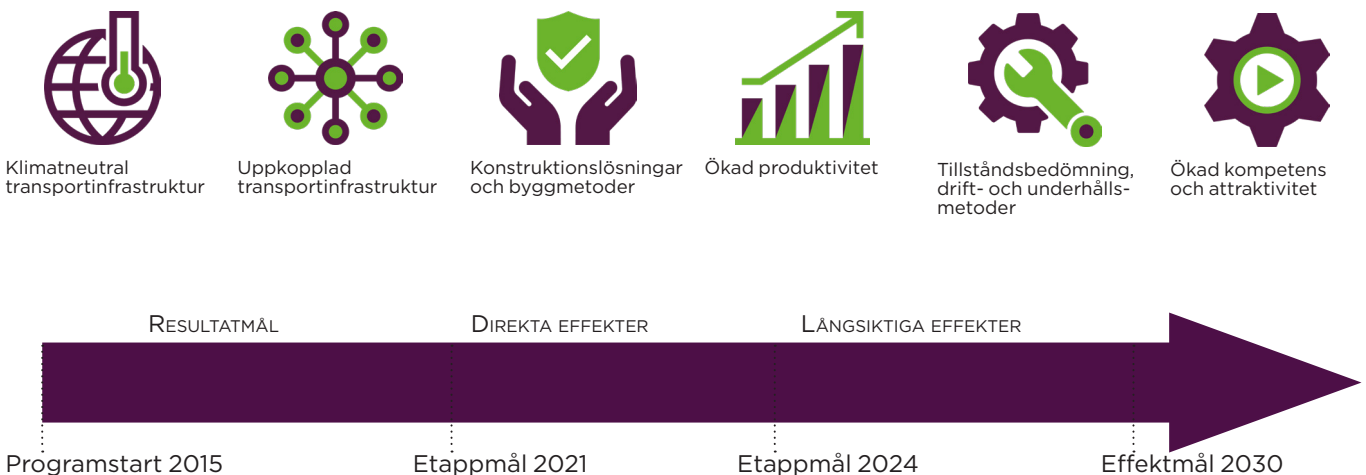 Klimatneutral
transportinfrastruktur
Uppkopplad
transportinfrastruktur
Konstruktionslösningar
och byggmetoder
Ökad produktivitet
Tillståndsbedömning,
drift- och underhålls-
metoder
Ökad kompetens
och attraktivitet
RESULTATMÅL
DIREKTA EFFEKTER
LÅNGSIKTIGA EFFEKTER
Programstart 2015
Etappmål 2021
Etappmål 2024
Effektmål 2030